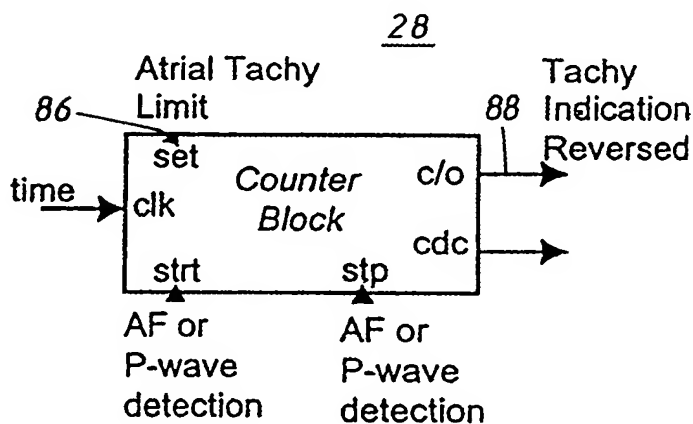 28
Atrial Tachy
Limit
86
set
time
clk
Counter
Block
c/o
88
Tachy
Indication
Reversed
cdc
strt
stp
AF or
P-wave
detection
AF or
P-wave
detection